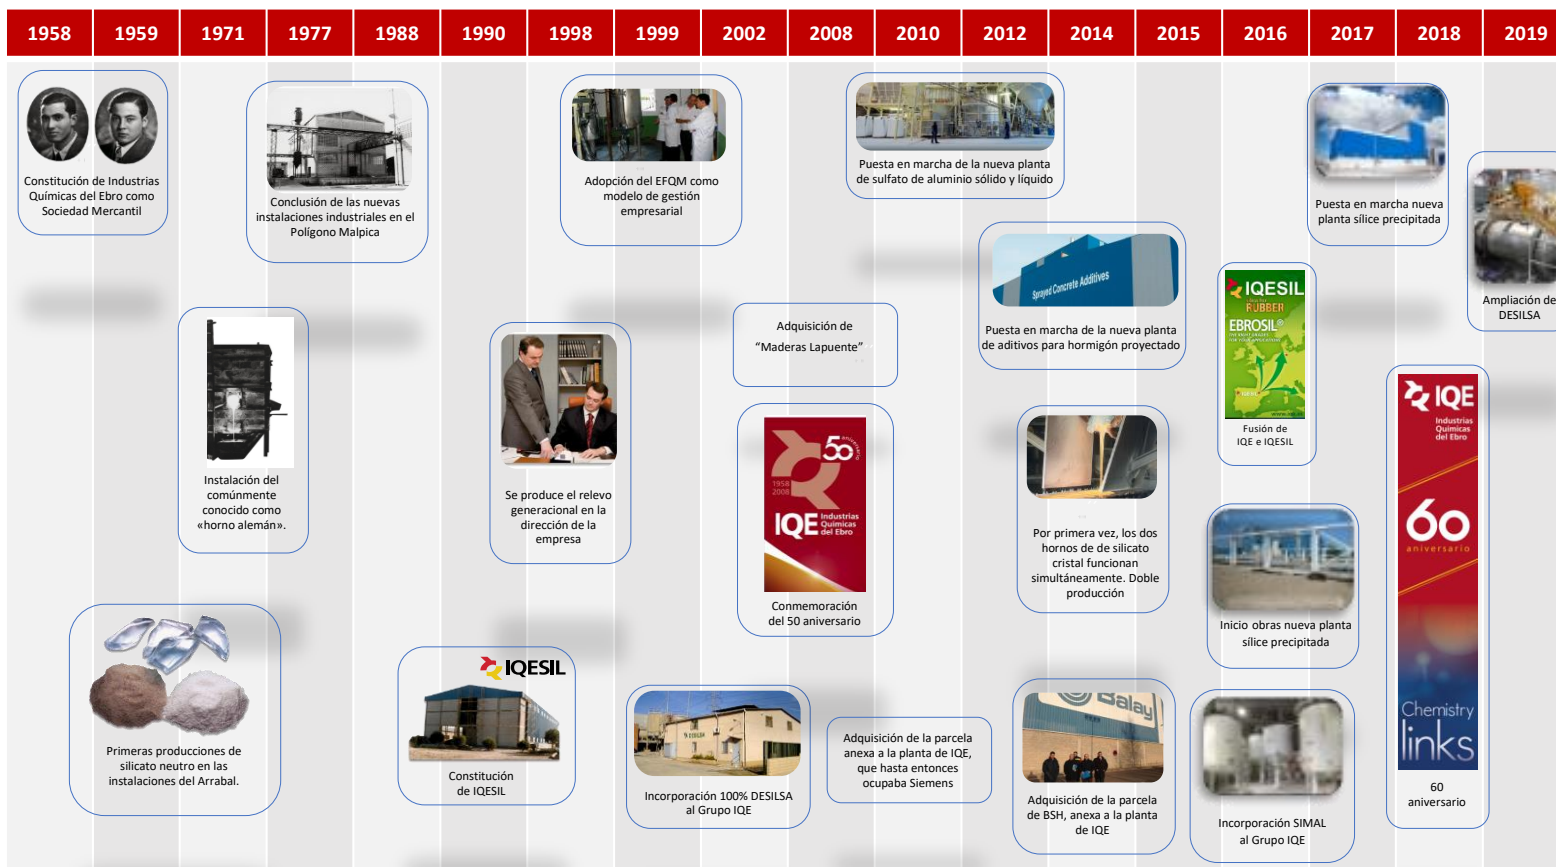 1958 1959 1971 1977 1988 1990 1998 1999 2002 2008 2010 2012 2014 2015 2016 2017 2018 2019
Constitución de Industrias
Químicas del Ebro como
Sociedad Mercantil
Conclusión de las nuevas
instalaciones industriales en el
Polígono Malpica
Adopción del EFQM como
modelo de gestión
empresarial
Puesta en marcha de la nueva planta
de sulfato de aluminio sólido y líquido
Puesta en marcha nueva
planta sílice precipitada
Ampliación de
DESILSA
Instalación del
comúnmente
conocido como
«horno alemán».
Se produce el relevo
generacional en la
dirección de la
empresa
Adquisición de
“Maderas Lapuente”
Sprayed Concrete Additives
Puesta en marcha de la nueva planta
de aditivos para hormigón proyectado
IQESIL
RUBBER
EBROSIL®
Fusión de
IQE e IQESIL
50
aniversario
1958
2008
IQE Industrias
Químicas
del Ebro
Conmemoración
del 50 aniversario
Por primera vez, los dos
hornos de de silicato
cristal funcionan
simultáneamente. Doble
producción
Inicio obras nueva planta
sílice precipitada
IQE
Industrias
Químicas
del Ebro
60
aniversario
Chemistry
links
60
aniversario
Primeras producciones de
silicato neutro en las
instalaciones del Arrabal.
IQESIL
Constitución
de IQESIL
Incorporación 100% DESILSA
al Grupo IQE
Adquisición de la parcela
anexa a la planta de IQE,
que hasta entonces
ocupaba Siemens
Balay
Adquisición de la parcela
de BSH, anexa a la planta
de IQE
Incorporación SIMAL
al Grupo IQE